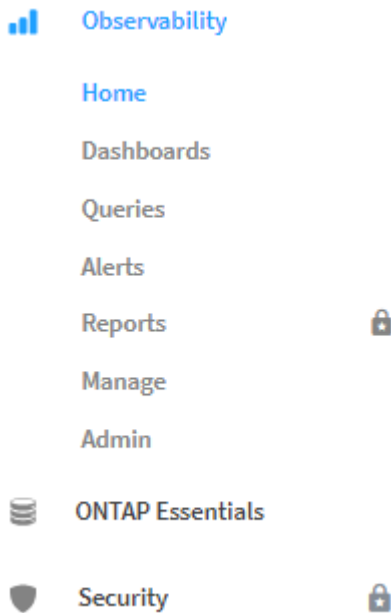 Observability
Home
Dashboards
Queries
Alerts
Reports
Manage
Admin
ONTAP Essentials
Security